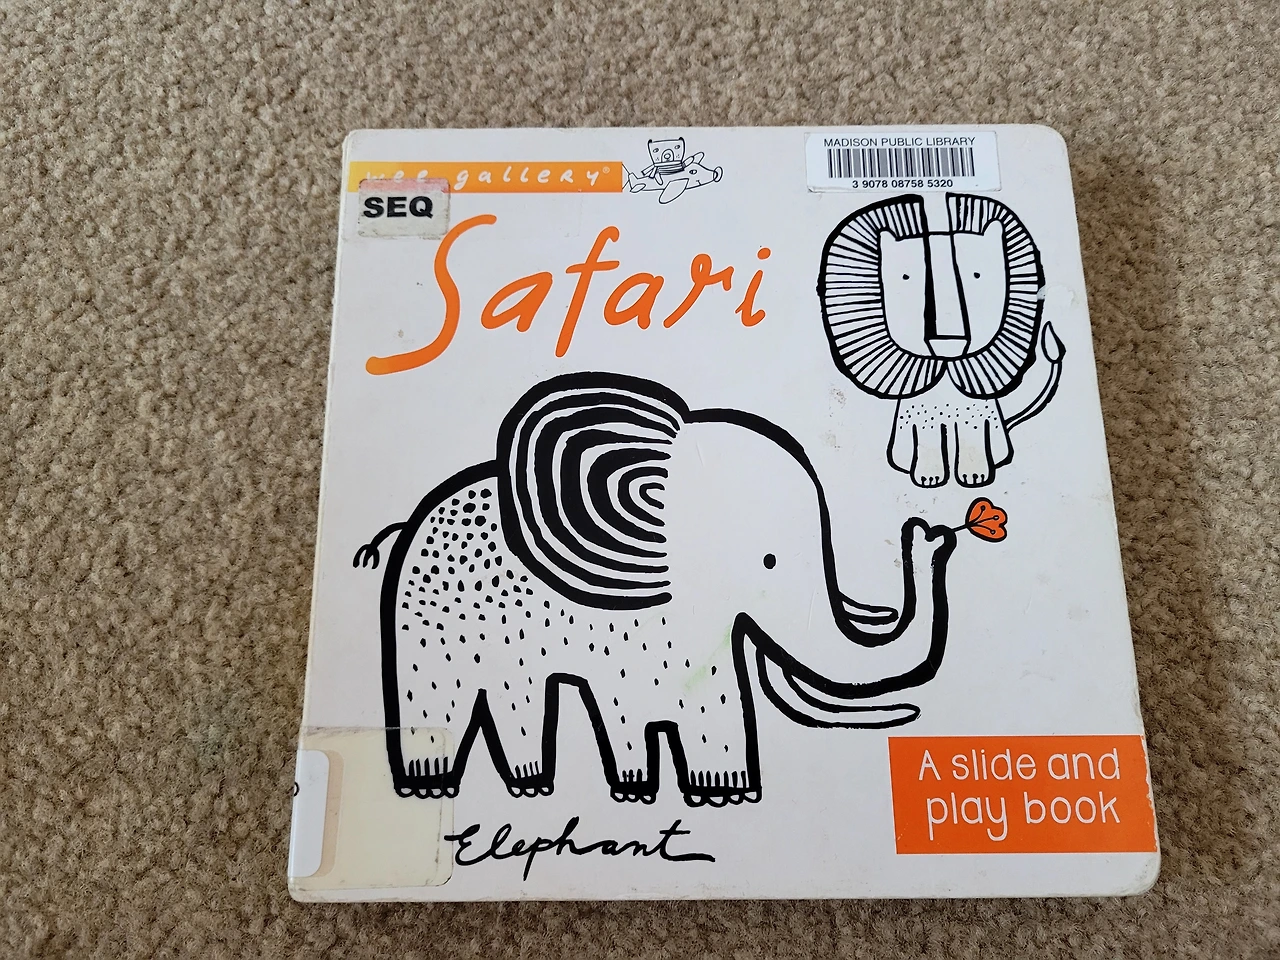 wee gallery®
MADISON PUBLIC LIBRARY
3 9078 08758 5320
SEQ
Safari
A slide and
play book
Elephant